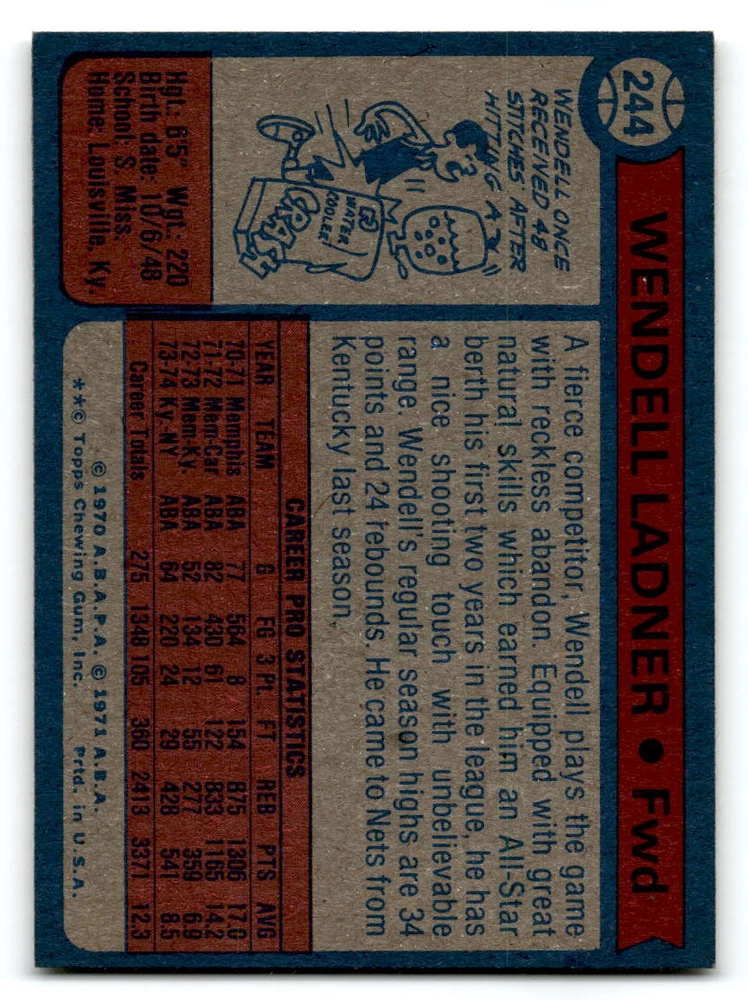 244
WENDELL LADNER • Fwd
WENDELL ONCE
RECEIVED 48
STITCHES AFTER
HITTING A
WATER
COOLER
CRASH
Hgt: 6'5" Wgt: 220
Birth date: 10/6/48
School: S. Miss.
Home: Louisville, Ky.
A fierce competitor, Wendell plays the game
with reckless abandon. Equipped with great
natural skills which earned him an All-Star
berth his first two years in the league, he has
a nice shooting touch with unbelievable
range. Wendell's regular season highs are 34
points and 24 rebounds. He came to Nets from
Kentucky last season.
CAREER PRO STATISTICS
YEAR TEAM G FG 3 Pt. FT REB PTS AVG
70-71 Memphis ABA 77 564 8 154 875 1306 17.0
71-72 Mem-Car ABA 82 430 61 122 833 1165 14.2
72-73 Mem-Ky. ABA 52 134 12 55 277 359 6.9
73-74 Ky-NY ABA 64 220 24 29 428 541 8.5
Career Totals 275 1348 105 360 2413 3371 12.3
© 1970 A.B.A.P.A. © 1971 A.B.A.
**© Topps Chewing Gum, Inc. Prtd. in U.S.A.